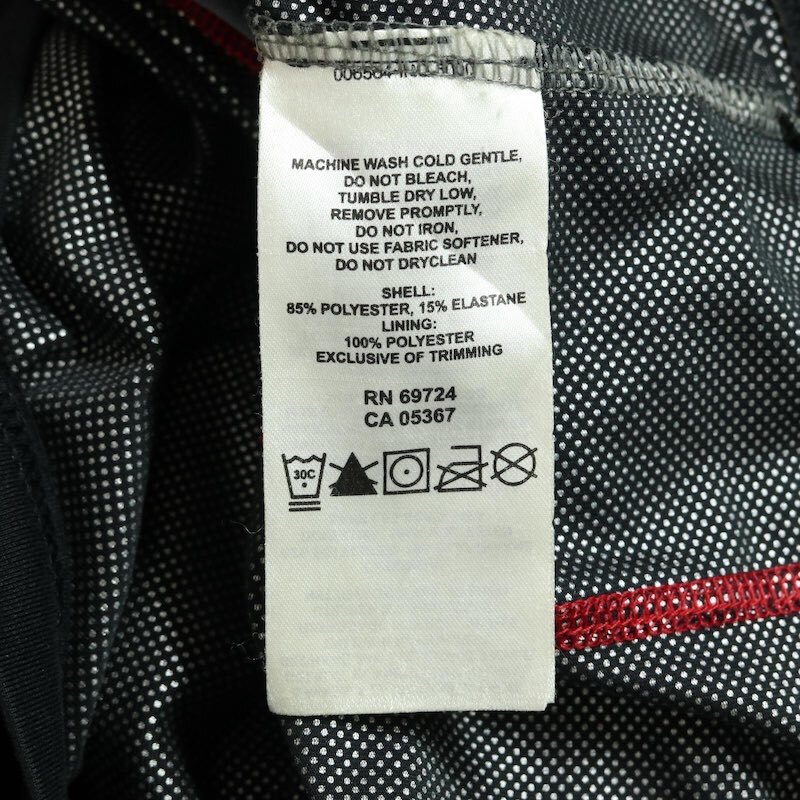 MACHINE WASH COLD GENTLE,
DO NOT BLEACH,
TUMBLE DRY LOW,
REMOVE PROMPTLY,
DO NOT IRON,
DO NOT USE FABRIC SOFTENER,
DO NOT DRYCLEAN
SHELL:
85% POLYESTER, 15% ELASTANE
LINING:
100% POLYESTER
EXCLUSIVE OF TRIMMING
RN 69724
CA 05367
30C